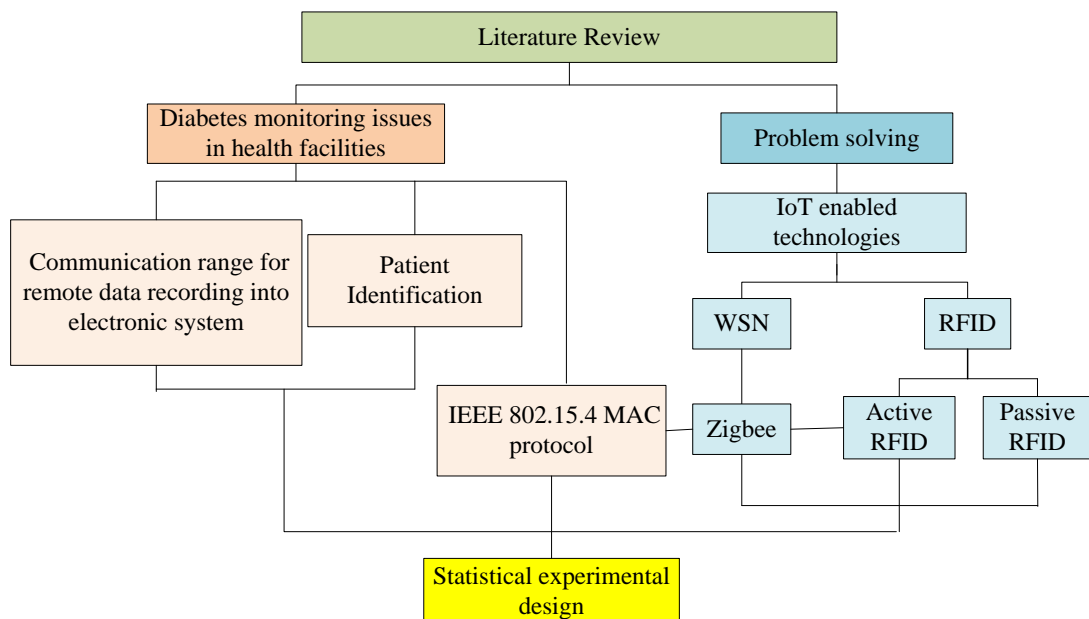 Literature Review
Diabetes monitoring issues
in health facilities
Problem solving
IoT enabled
technologies
Communication range for
remote data recording into
electronic system
Patient
Identification
WSN
RFID
IEEE 802.15.4 MAC
protocol
Zigbee
Active
RFID
Passive
RFID
Statistical experimental
design